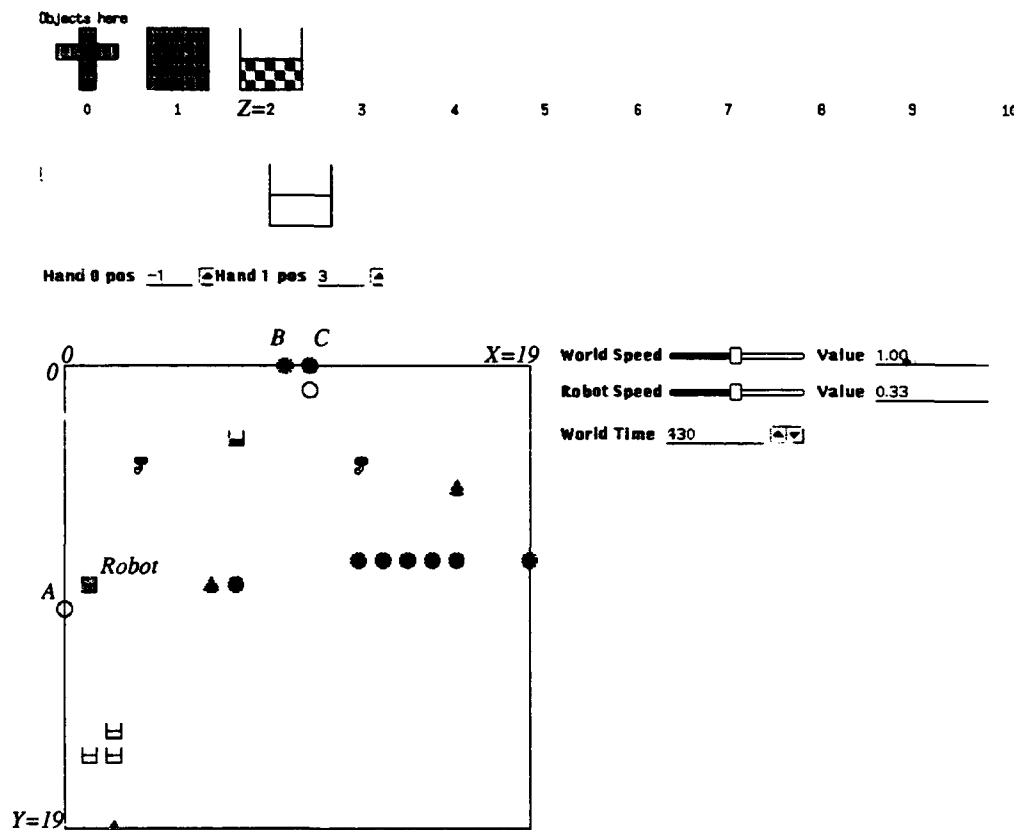 Objects here
0 1 Z=2 3 4 5 6 7 8 9 10
Hand 0 pos -1 Hand 1 pos 3
B C
0 X=19
0
World Speed Value 1.00
Robot Speed Value 0.33
World Time
Robot
A
Y=19